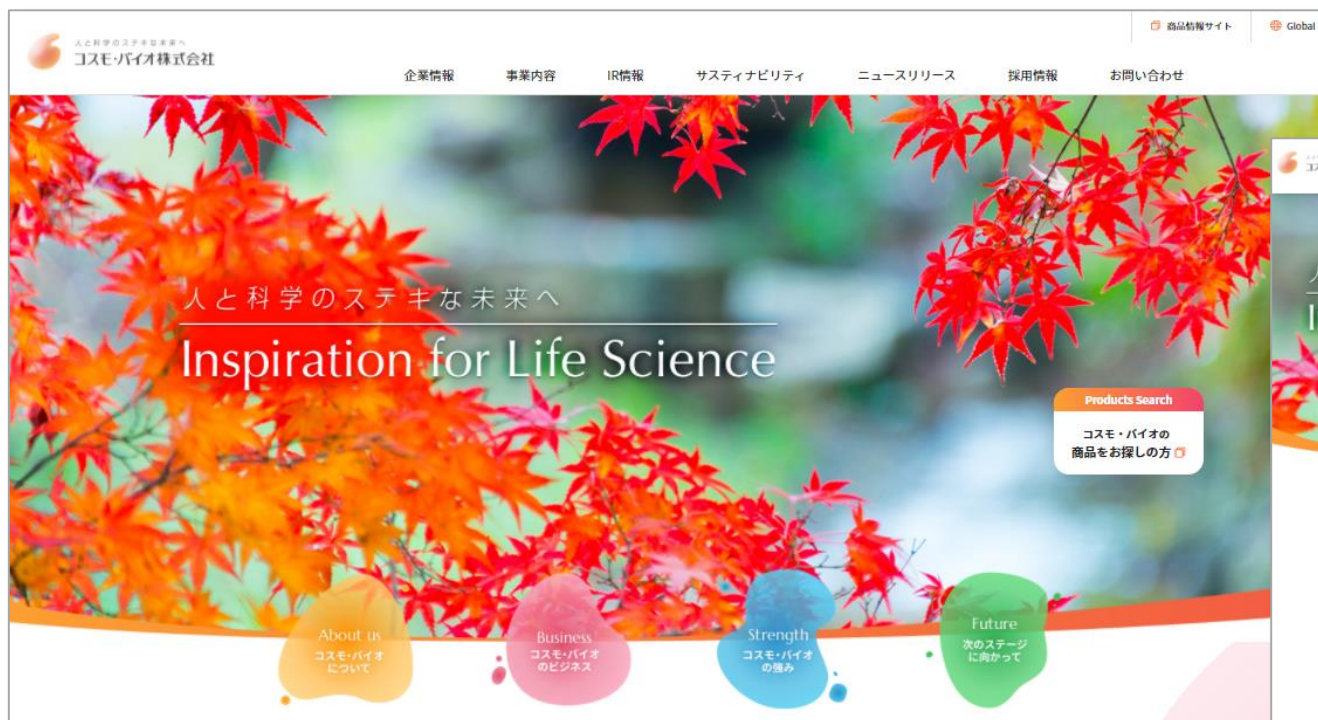 商品情報サイト
Global
人と科学のステキな未来へ
コスモ・バイオ株式会社
企業情報
事業内容
IR情報
サスティナビリティ
ニュースリリース
採用情報
お問い合わせ
人と科学のステキな未来へ
Inspiration for Life Science
Products Search
コスモ・バイオの
商品をお探しの方
About us
コスモ・バイオ
について
Business
コスモ・バイオ
のビジネス
Strength
コスモ・バイオ
の強み
Future
次のステージ
に向かって